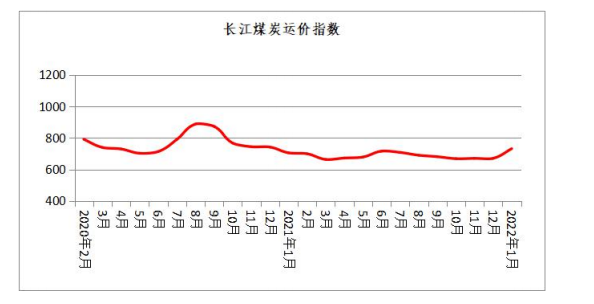 长江煤炭运价指数
1200
1000
800
600
400
2020年2月
3月
4月
5月
6月
7月
8月
9月
10月
11月
12月
2021年1月
2月
3月
4月
5月
6月
7月
8月
9月
10月
11月
12月
2022年1月